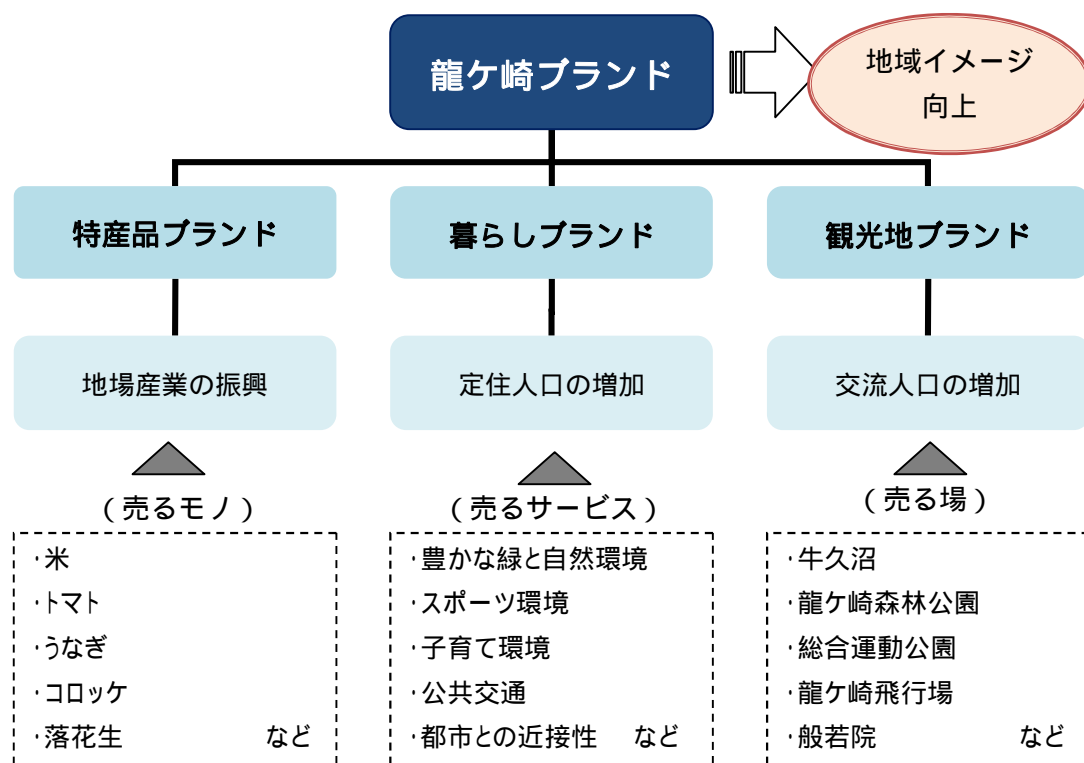 龍ケ崎ブランド
地域イメージ
向上
特産品ブランド
暮らしブランド
観光地ブランド
地場産業の振興
定住人口の増加
交流人口の増加
（売るモノ）
・米
・トマト
・うなぎ
・コロッケ
・落花生 など
（売るサービス）
・豊かな緑と自然環境
・スポーツ環境
・子育て環境
・公共交通
・都市との近接性 など
（売る場）
・牛久沼
・龍ケ崎森林公園
・総合運動公園
・龍ケ崎飛行場
・般若院 など